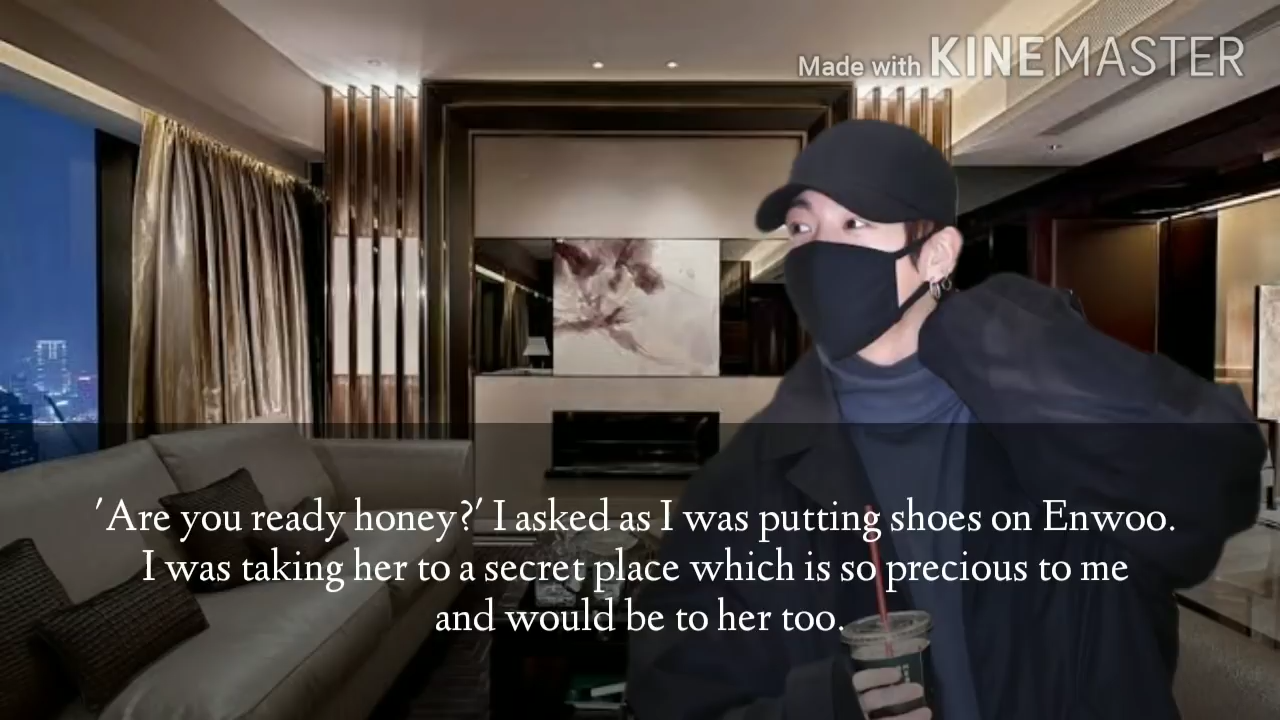 Made with KINEMASTER
'Are you ready honey?' I asked as I was putting shoes on Enwoo.
I was taking her to a secret place which is so precious to me
and would be to her too.